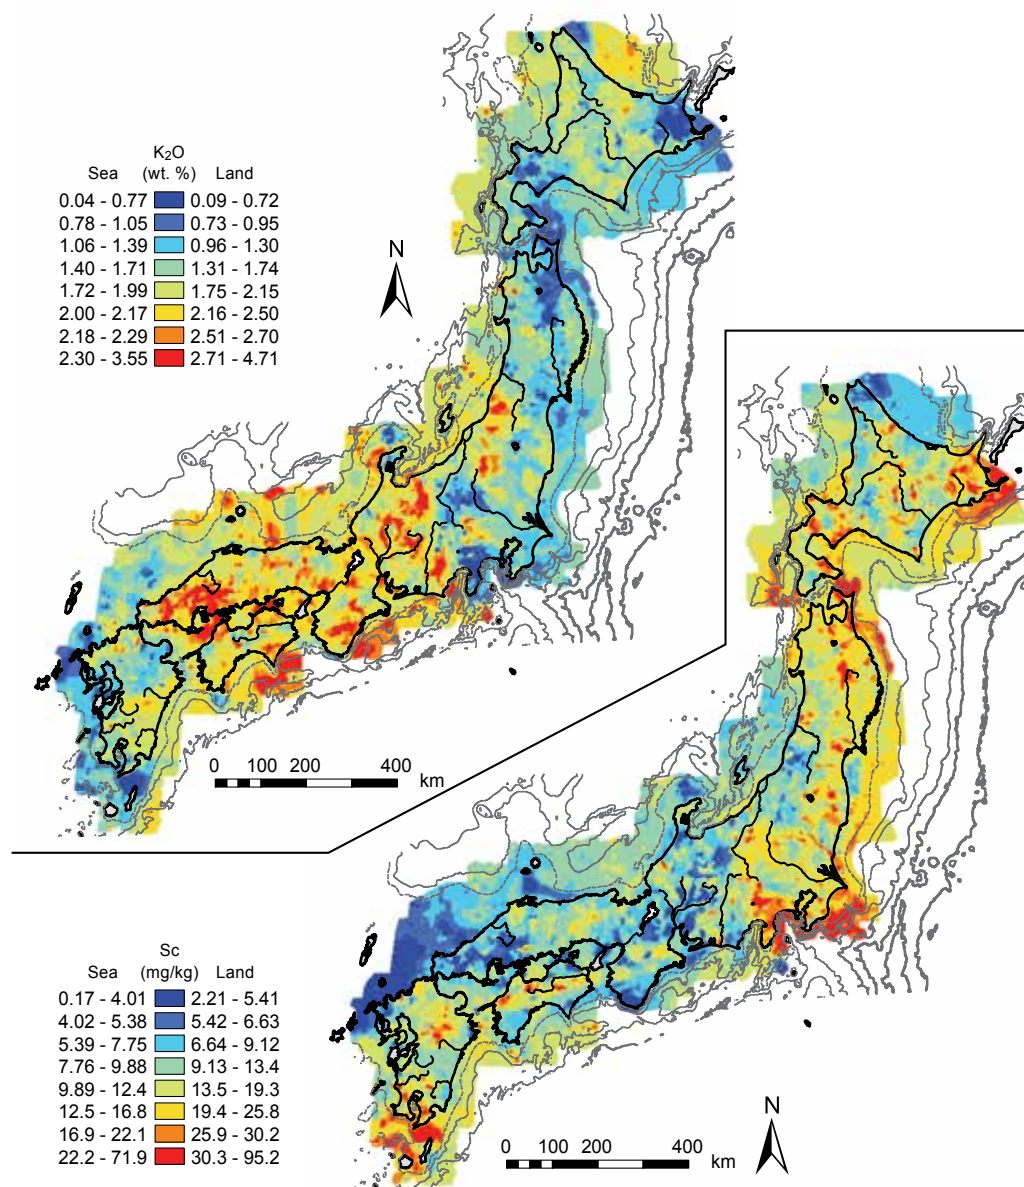 K2O
Sea (wt. %) Land
0.04 - 0.77 0.09 - 0.72
0.78 - 1.05 0.73 - 0.95
1.06 - 1.39 0.96 - 1.30
1.40 - 1.71 1.31 - 1.74
1.72 - 1.99 1.75 - 2.15
2.00 - 2.17 2.16 - 2.50
2.18 - 2.29 2.51 - 2.70
2.30 - 3.55 2.71 - 4.71
N
0 100 200 400 km
Sc
Sea (mg/kg) Land
0.17 - 4.01 2.21 - 5.41
4.02 - 5.38 5.42 - 6.63
5.39 - 7.75 6.64 - 9.12
7.76 - 9.88 9.13 - 13.4
9.89 - 12.4 13.5 - 19.3
12.5 - 16.8 19.4 - 25.8
16.9 - 22.1 25.9 - 30.2
22.2 - 71.9 30.3 - 95.2
N
0 100 200 400 km